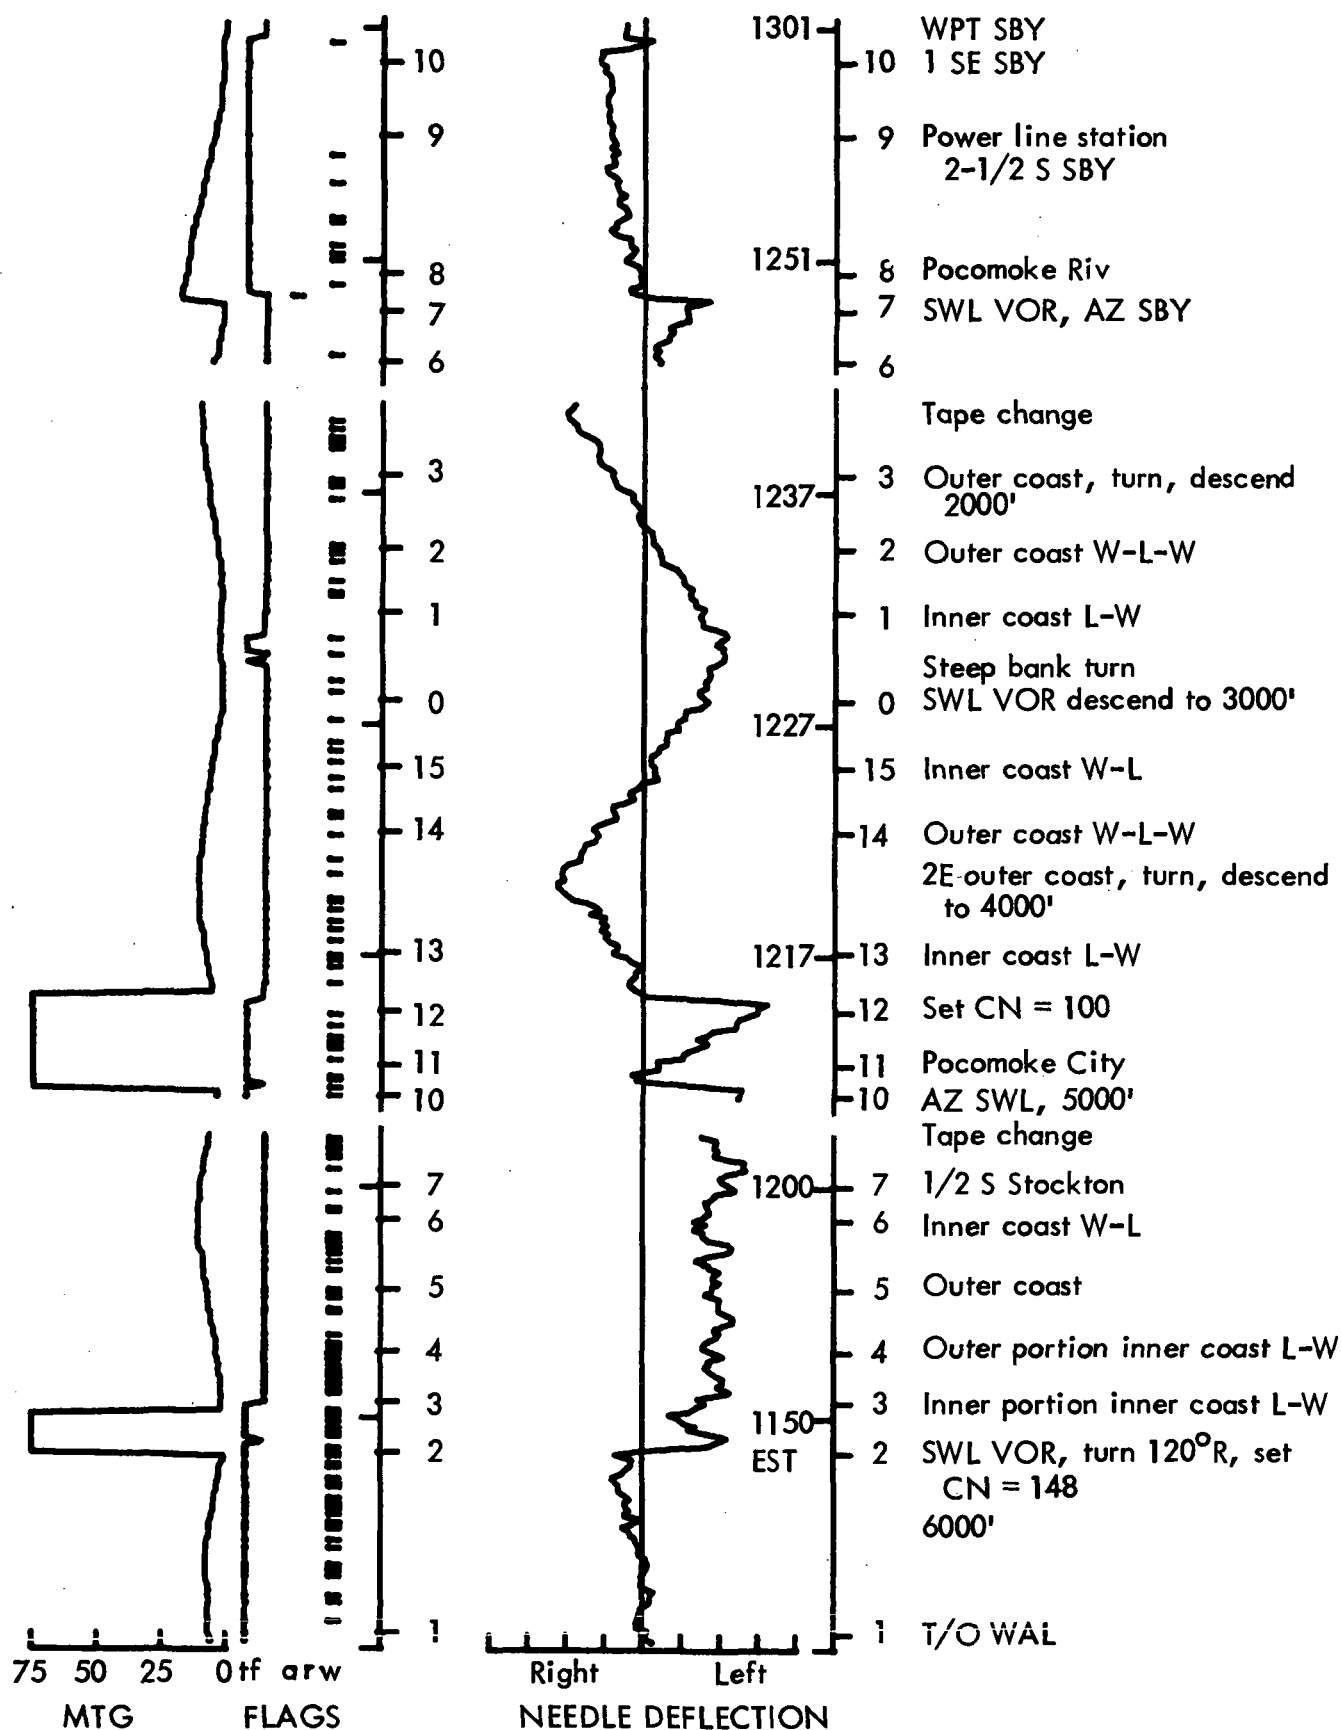 1301 WPT SBY
10 10 1 SE SBY
9 9 Power line station
2-1/2 S SBY
1251
8 8 Pocomoke Riv
7 7 SWL VOR, AZ SBY
6 6
Tape change
3 3 Outer coast, turn, descend
1237 2000'
2 2 Outer coast W-L-W
1 1 Inner coast L-W
Steep bank turn
0 0 SWL VOR descend to 3000'
1227
15 15 Inner coast W-L
14 14 Outer coast W-L-W
2E outer coast, turn, descend
to 4000'
13 1217 13 Inner coast L-W
12 12 Set CN = 100
11 11 Pocomoke City
10 10 AZ SWL, 5000'
Tape change
7 1200 7 1/2 S Stockton
6 6 Inner coast W-L
5 5 Outer coast
4 4 Outer portion inner coast L-W
3 3 Inner portion inner coast L-W
1150
2 EST 2 SWL VOR, turn 120°R, set
CN = 148
6000'
1 1 T/O WAL
75 50 25 0 tf arw Right Left
MTG FLAGS NEEDLE DEFLECTION